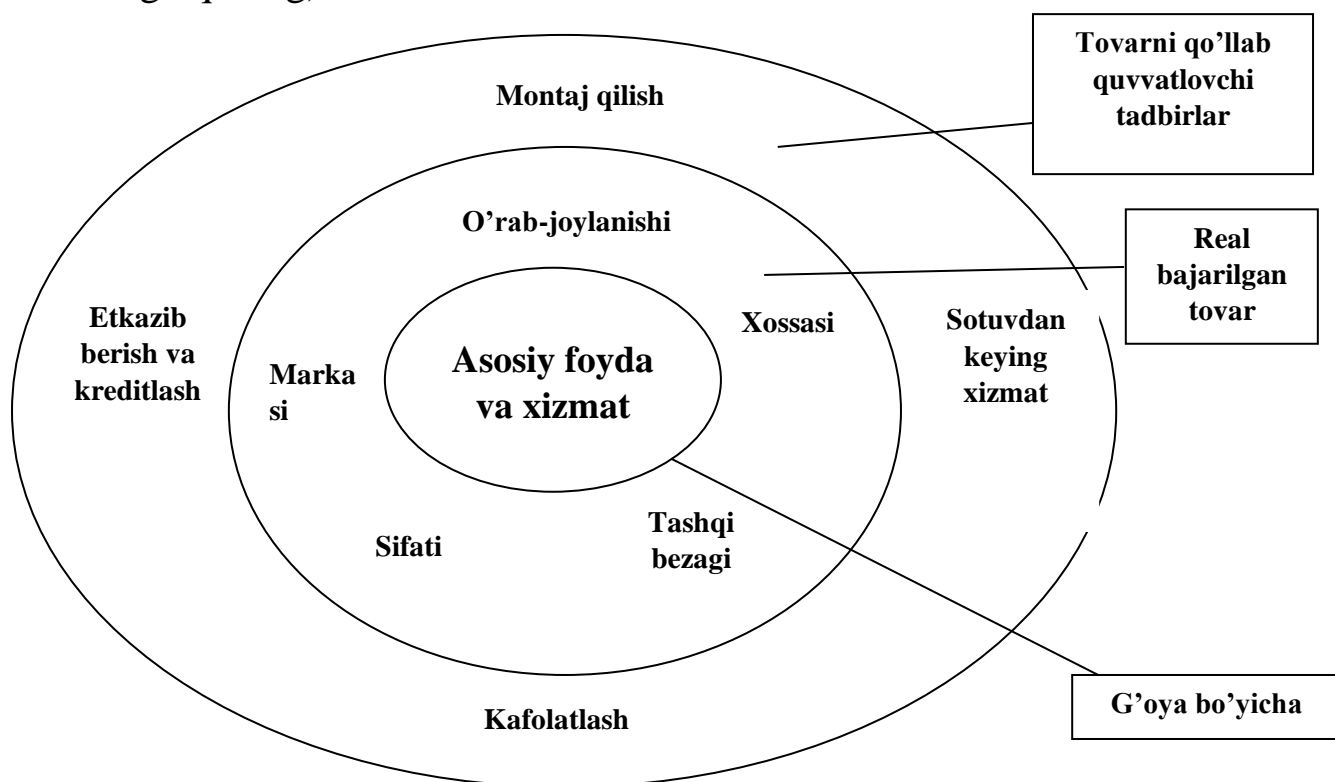 Tovarni qo’llab
quvvatlovchi
tadbirlar
Montaj qilish
O’rab-joylanishi
Real
bajarilgan
tovar
Etkazib
berish va
kreditlash
Xossasi
Sotuvdan
keying
xizmat
Marka
si
Asosiy foyda
va xizmat
Sifati
Tashqi
bezagi
G’oya bo’yicha
Kafolatlash